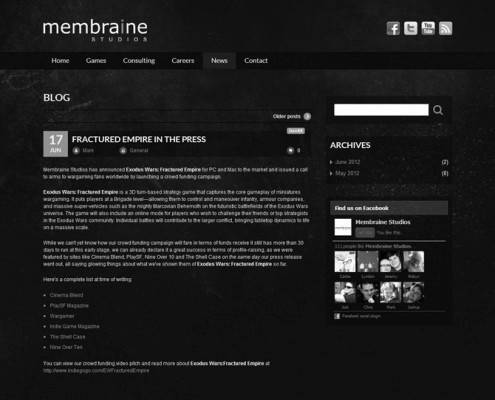 membraine
STUDIOS
Home Games Consulting Careers News Contact
BLOG
Older posts
17
JUN
FRACTURED EMPIRE IN THE PRESS
Mark General 0
Membraine Studios has announced Exodus Wars: Fractured Empire for PC and Mac to the market and issued a call
to arms to wargaming fans worldwide by launching a crowd funding campaign.
Exodus Wars: Fractured Empire is a 3D turn-based strategy game that captures the core gameplay of miniatures
wargaming. It puts players at a Brigade level—allowing them to control and maneouver infantry, armour companies,
and massive super-vehicles such as the mighty Marcovian Behemoth on the futuristic battlefields of the Exodus Wars
universe. The game will also include an online mode for players who wish to challenge their friends or top strategists
in the Exodus Wars community. Individual battles will contribute to the larger conflict, bringing tabletop dynamics to life
on a massive scale.
While we can't yet know how our crowd funding campaign will fare in terms of funds receive (it still has more than 30
days to run at this early stage, we can already declare it a great success in terms of profile-raising, as we were
featured by sites like Cinema Blend, PlaySF, Nine Over 10 and The Shell Case on the same day our press release
went out, all saying glowing things about what we've shown them of Exodus Wars: Fractured Empire so far.
Here's a complete list at time of writing:
Cinema Blend
PlaySF Magazine
Wargamer
Indie Game Magazine
The Shell Case
Nine Over Ten
You can view our crowd funding video pitch and read more about Exodus Wars:Fractured Empire at
http://www.indiegogo.com/EWFracturedEmpire
ARCHIVES
June 2012 (2)
May 2012 (6)
Find us on Facebook
Membraine Studios
You like this.
people like Membraine Studios
Facebook social plugin